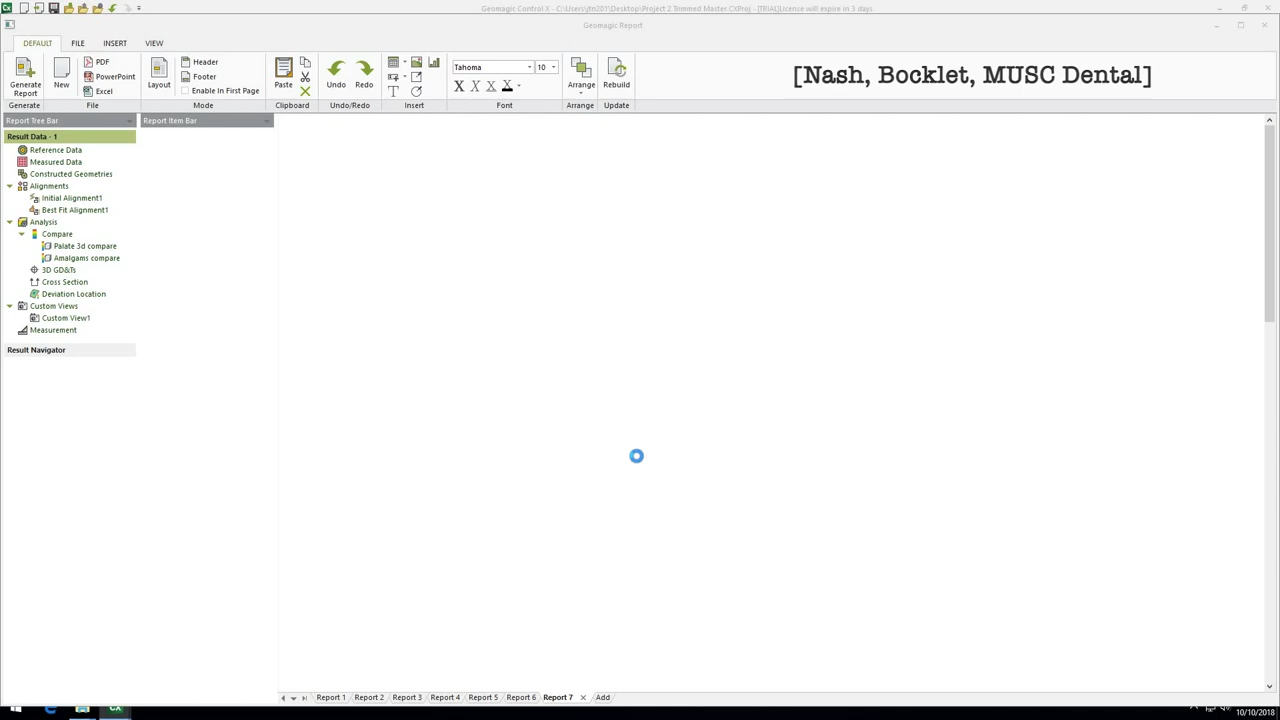 Geomagic Control X - C:\Users\jtn201\Desktop\Project 2 Trimmed Master.CXProj - [TRIAL]Licence will expire in 3 days
Geomagic Report
DEFAULT FILE INSERT VIEW
Generate Report
Generate
New
PDF
PowerPoint
Excel
File
Layout
Header
Footer
Enable In First Page
Mode
Paste
Clipboard
Undo Redo
Undo/Redo
Insert
Tahoma 10
Font
Arrange
Arrange
Rebuild
Update
[Nash, Bocklet, MUSC Dental]
Report Tree Bar
Report Item Bar
Result Data - 1
Reference Data
Measured Data
Constructed Geometries
Alignments
Initial Alignment1
Best Fit Alignment1
Analysis
Compare
Palate 3d compare
Amalgams compare
3D GD&Ts
Cross Section
Deviation Location
Custom Views
Custom View1
Measurement
Result Navigator
Report 1 Report 2 Report 3 Report 4 Report 5 Report 6 Report 7 Add
10/10/2018